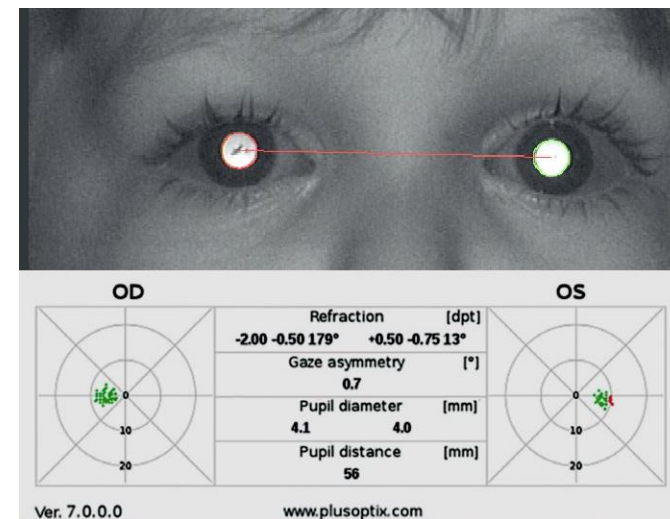 OD OS
Refraction [dpt]
-2.00 -0.50 179° +0.50 -0.75 13°
Gaze asymmetry [°]
0.7
Pupil diameter [mm]
4.1 4.0
Pupil distance [mm]
56
0 0
10 10
20 20
Ver. 7.0.0.0 www.plusoptix.com